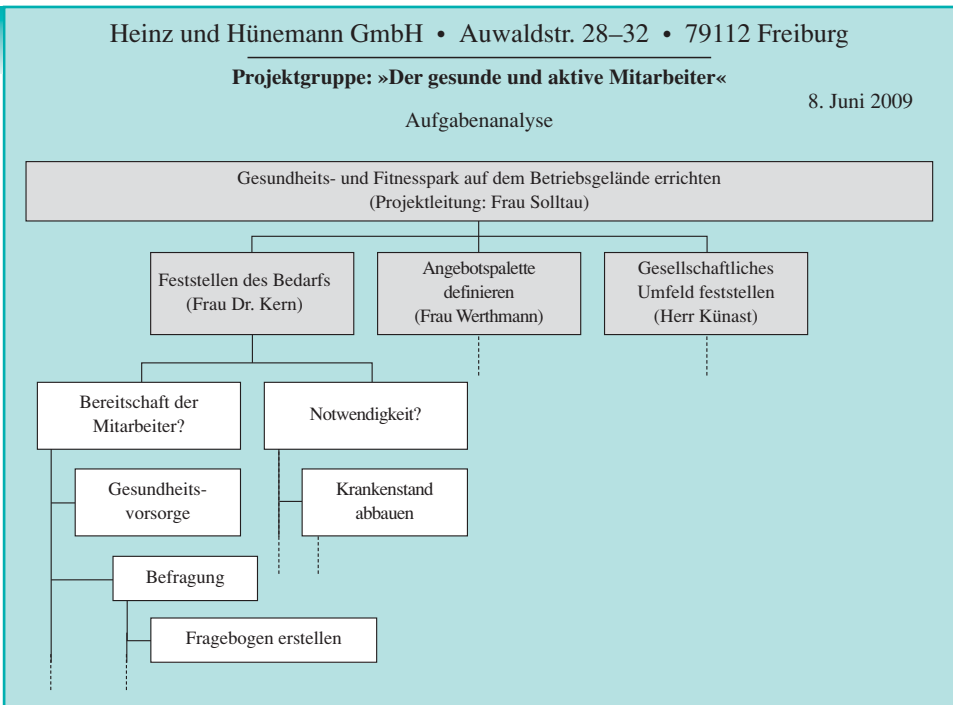 Heinz und Hünemann GmbH • Auwaldstr. 28–32 • 79112 Freiburg
Projektgruppe: »Der gesunde und aktive Mitarbeiter«
8. Juni 2009
Aufgabenanalyse
Gesundheits- und Fitnesspark auf dem Betriebsgelände errichten
(Projektleitung: Frau Solltau)
Feststellen des Bedarfs
(Frau Dr. Kern)
Angebotspalette
definieren
(Frau Werthmann)
Gesellschaftliches
Umfeld feststellen
(Herr Künast)
Bereitschaft der
Mitarbeiter?
Notwendigkeit?
Gesundheits-
vorsorge
Krankenstand
abbauen
Befragung
Fragebogen erstellen